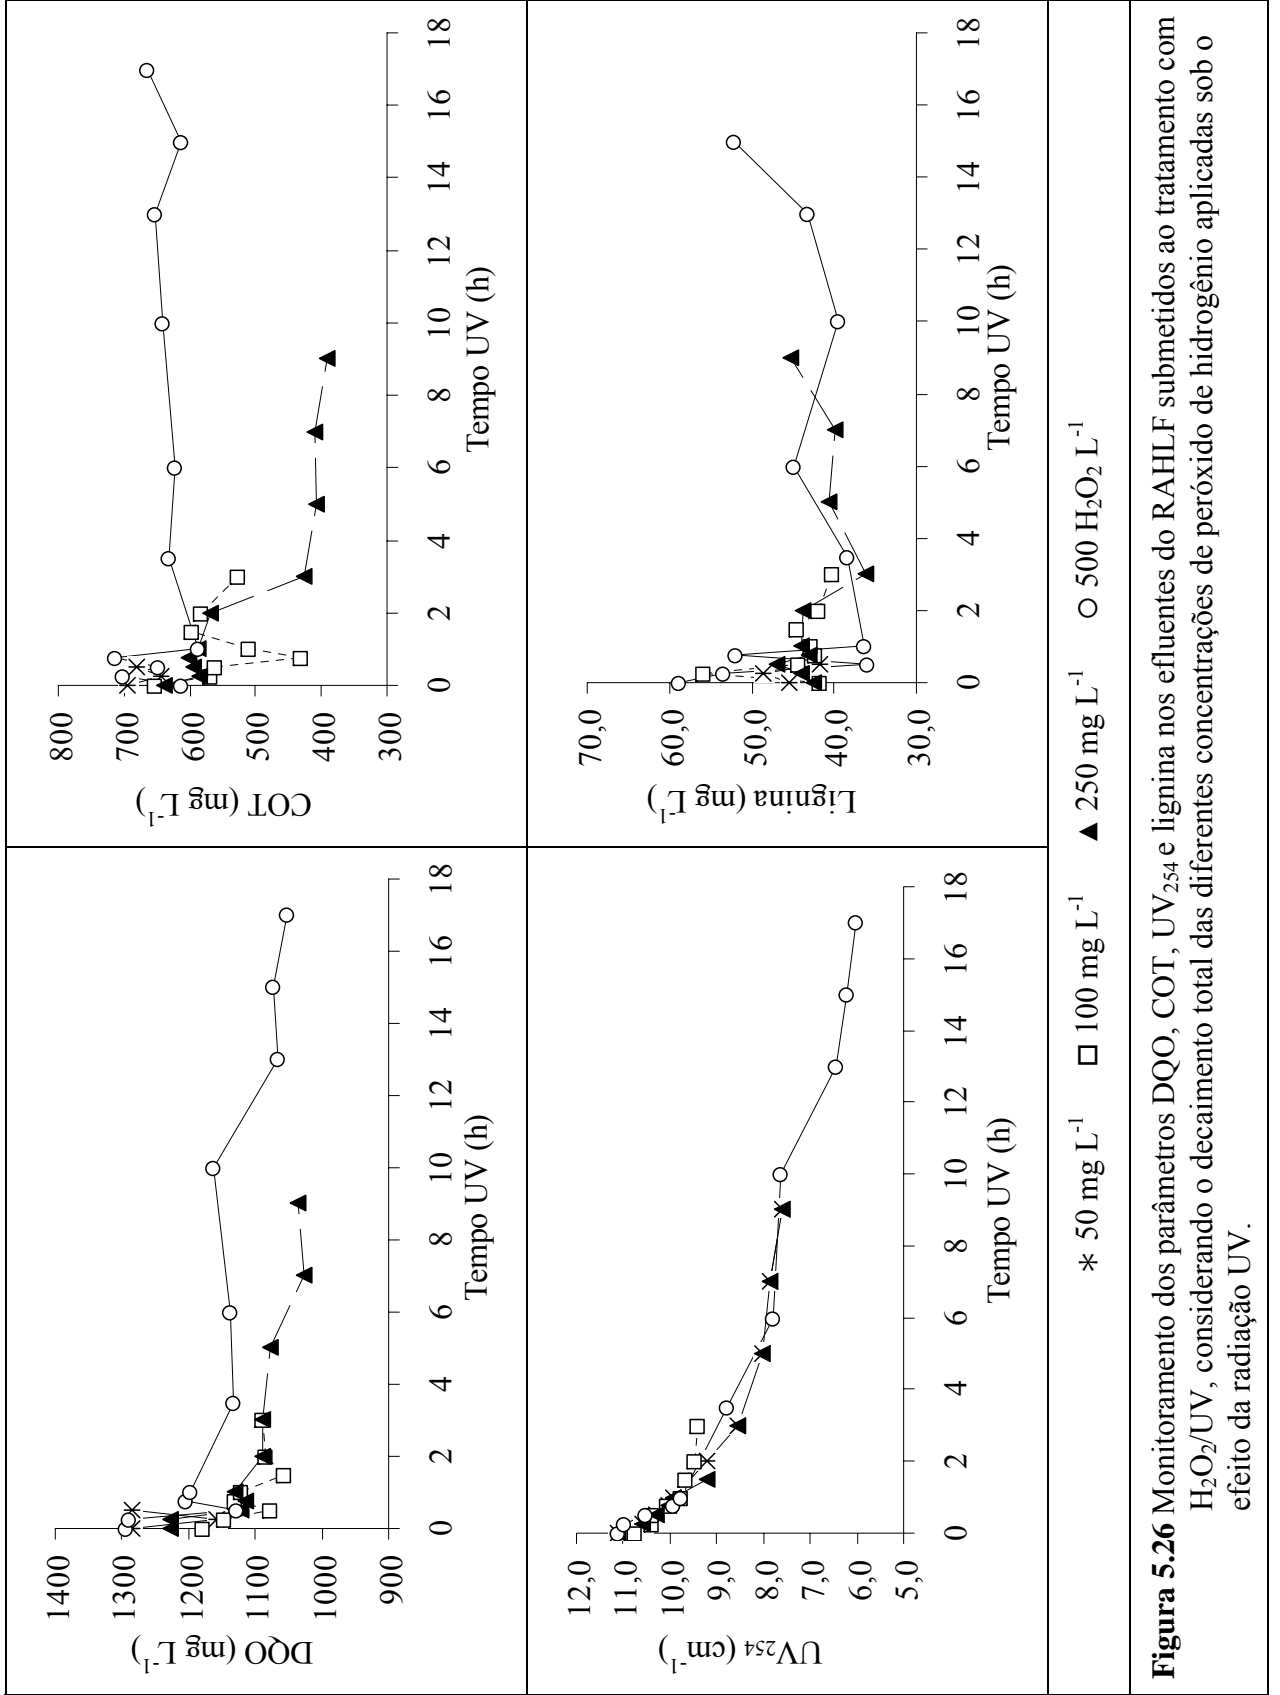 1400
1300
1200
1100
1000
900
0 2 4 6 8 10 12 14 16 18
Tempo UV (h)
DQO (mg L-1)
800
700
600
500
400
300
0 2 4 6 8 10 12 14 16 18
Tempo UV (h)
COT (mg L-1)
12,0
11,0
10,0
9,0
8,0
7,0
6,0
5,0
0 2 4 6 8 10 12 14 16 18
Tempo UV (h)
UV254 (cm-1)
70,0
60,0
50,0
40,0
30,0
0 2 4 6 8 10 12 14 16 18
Tempo UV (h)
Lignina (mg L-1)
50 mg L-1 100 mg L-1 250 mg L-1 500 H2O2 L-1
Figura 5.26 Monitoramento dos parâmetros DQO, COT, UV254 e lignina nos efluentes do RAHLF submetidos ao tratamento com
H2O2/UV, considerando o decaimento total das diferentes concentrações de peróxido de hidrogênio aplicadas sob o
efeito da radiação UV.